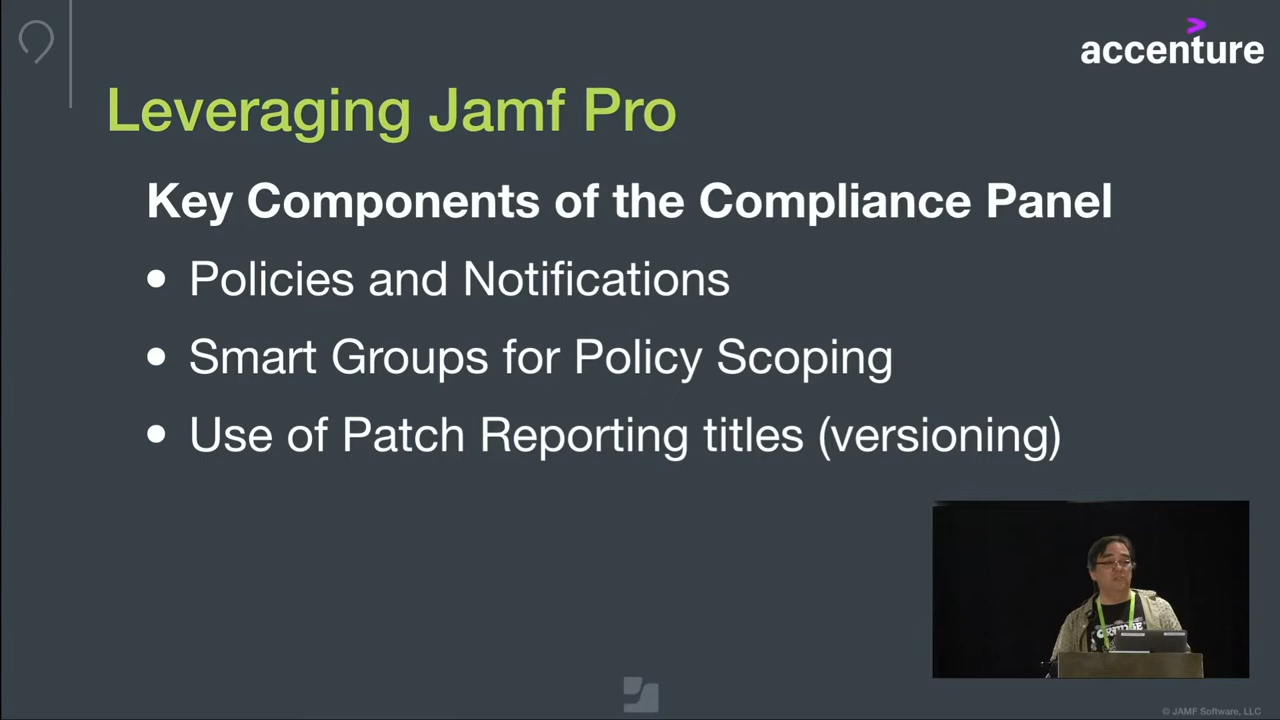 accenture
Leveraging Jamf Pro
Key Components of the Compliance Panel
• Policies and Notifications
• Smart Groups for Policy Scoping
• Use of Patch Reporting titles (versioning)
© JAMF Software, LLC